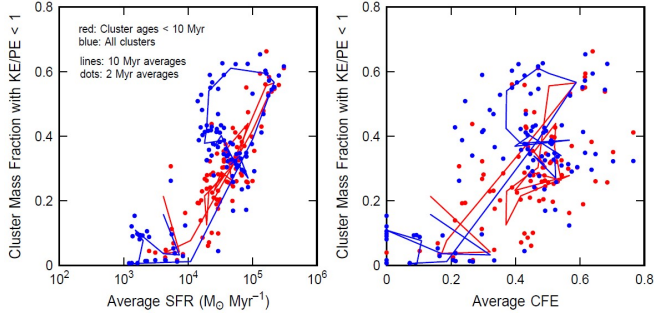 red: Cluster ages < 10 Myr
blue: All clusters
lines: 10 Myr averages
dots: 2 Myr averages
Cluster Mass Fraction with KE/PE < 1
0.8
0.6
0.4
0.2
0
10² 10³ 10⁴ 10⁵ 10⁶
Average SFR (M⊙ Myr⁻¹)
Cluster Mass Fraction with KE/PE < 1
0.8
0.6
0.4
0.2
0
0 0.2 0.4 0.6 0.8
Average CFE